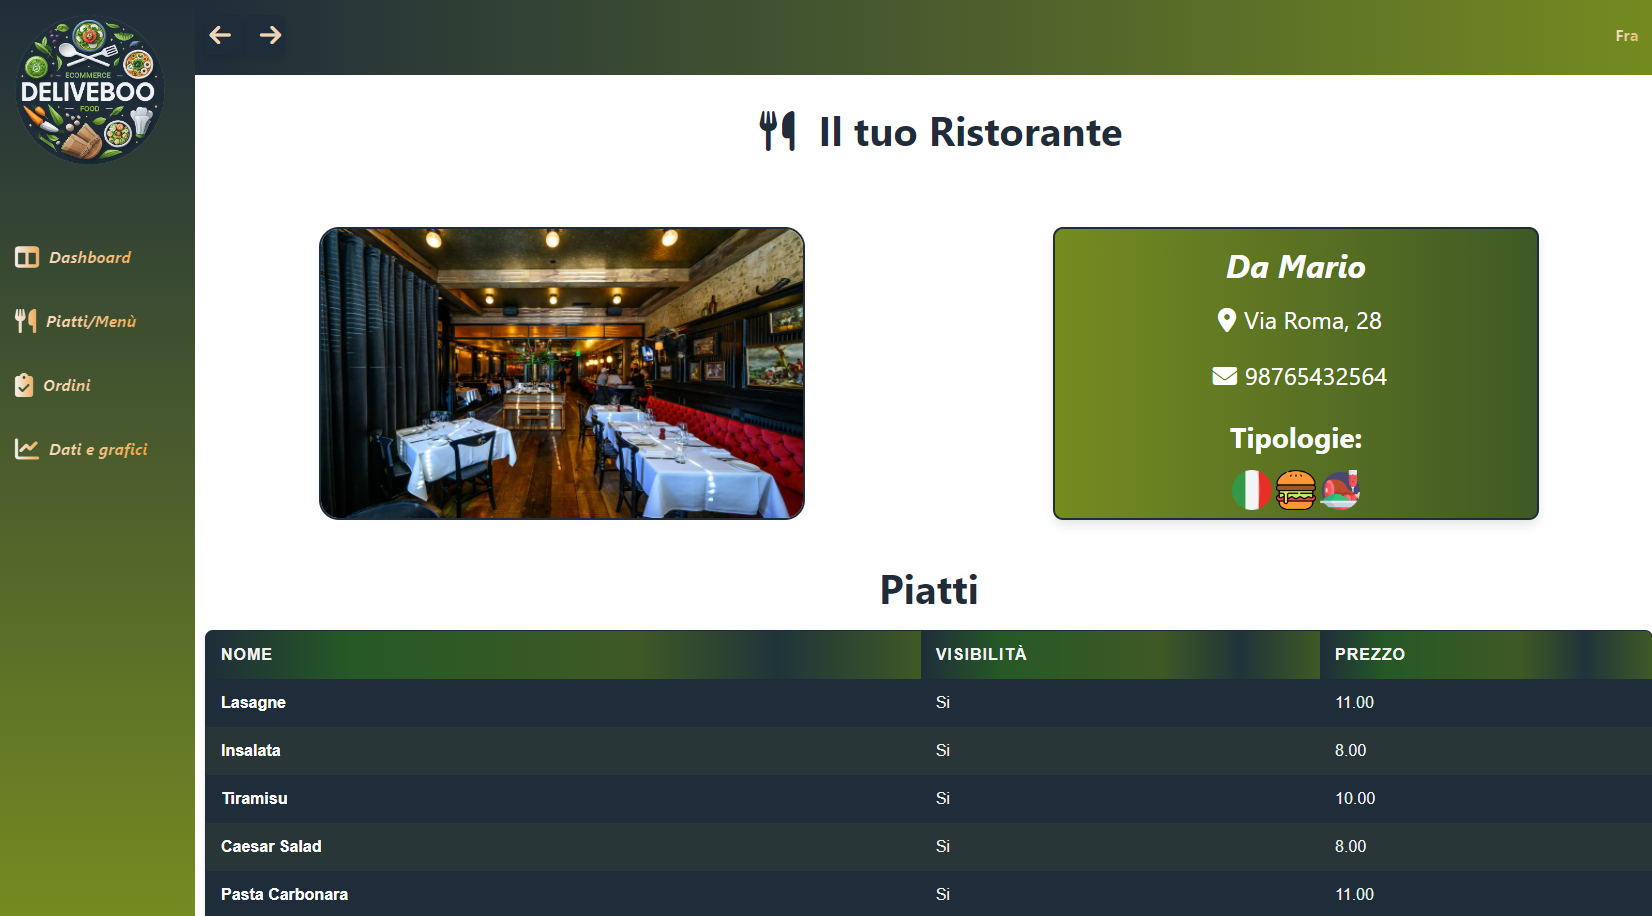 ECOMMERCE
DELIVEBOO
FOOD
Fra
Dashboard
Piatti/Menù
Ordini
Dati e grafici
Il tuo Ristorante
Da Mario
Via Roma, 28
98765432564
Tipologie:
Piatti
NOME VISIBILITÀ PREZZO
Lasagne Si 11.00
Insalata Si 8.00
Tiramisu Si 10.00
Caesar Salad Si 8.00
Pasta Carbonara Si 11.00